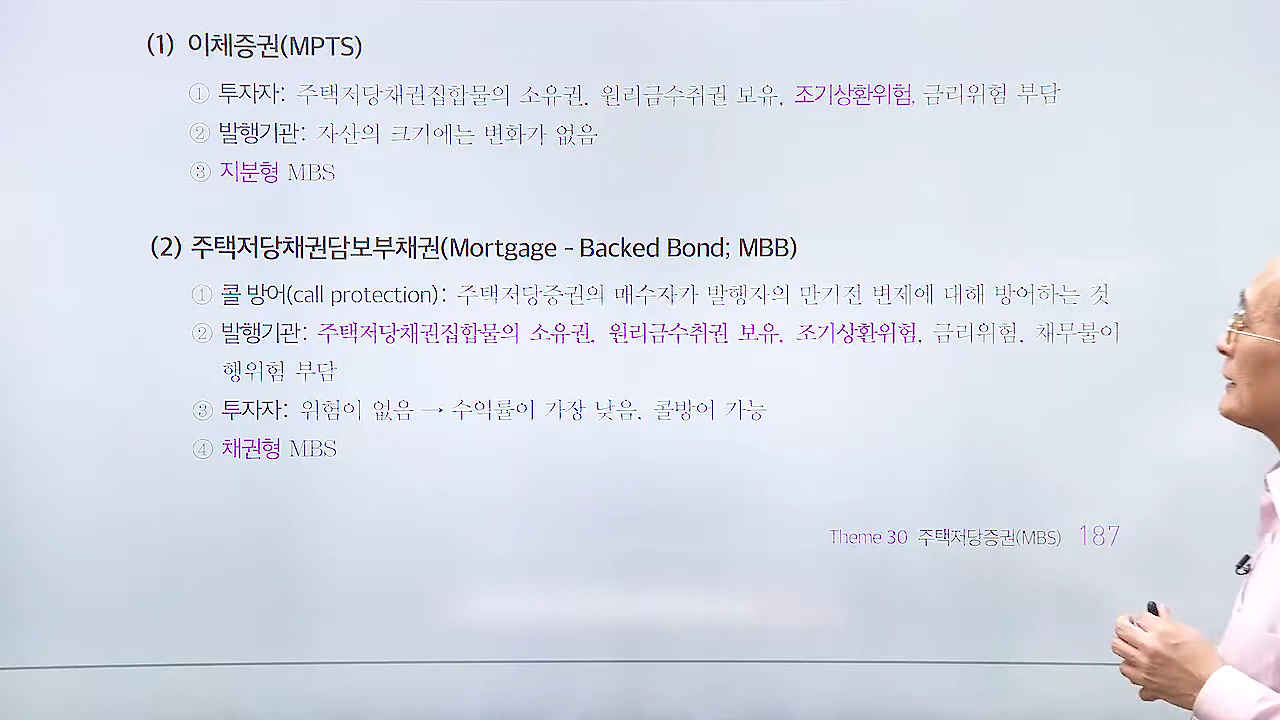 (1) 이체증권(MPTS)
① 투자자: 주택저당채권집합물의 소유권, 원리금수취권 보유, 조기상환위험, 금리위험 부담
② 발행기관: 자산의 크기에는 변화가 없음
③ 지분형 MBS
(2) 주택저당채권담보부채권(Mortgage - Backed Bond; MBB)
① 콜 방어(call protection): 주택저당증권의 매수자가 발행자의 만기전 변제에 대해 방어하는 것
② 발행기관: 주택저당채권집합물의 소유권, 원리금수취권 보유, 조기상환위험, 금리위험, 채무불이
행위험 부담
③ 투자자: 위험이 없음 → 수익률이 가장 낮음, 콜방어 가능
④ 채권형 MBS
Theme 30 주택저당증권(MBS) 187